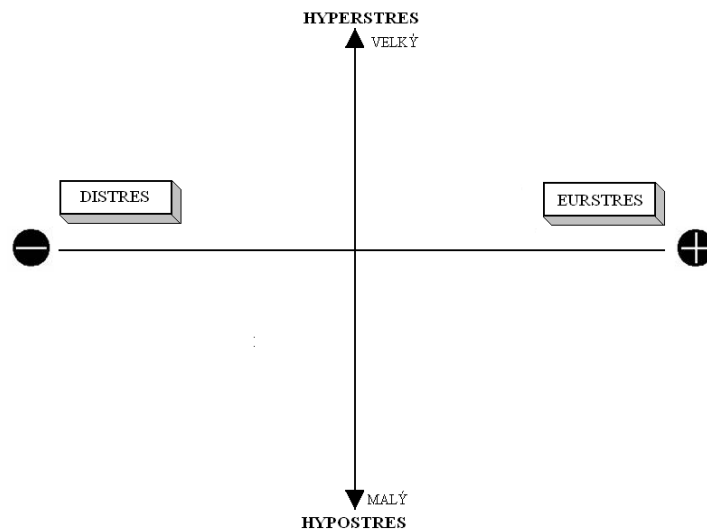 HYPERSTRES
VELKÝ
DISTRES
EURSTRES
MALÝ
HYPOSTRES